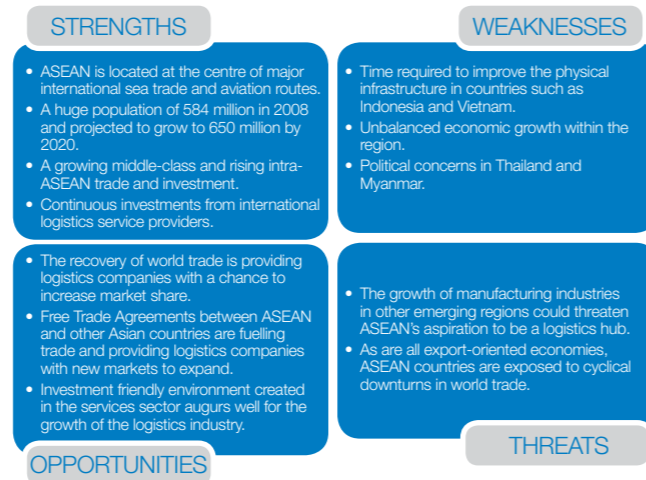 STRENGTHS
• ASEAN is located at the centre of major
international sea trade and aviation routes.
• A huge population of 584 million in 2008
and projected to grow to 650 million by
2020.
• A growing middle-class and rising intra-
ASEAN trade and investment.
• Continuous investments from international
logistics service providers.
WEAKNESSES
• Time required to improve the physical
infrastructure in countries such as
Indonesia and Vietnam.
• Unbalanced economic growth within the
region.
• Political concerns in Thailand and
Myanmar.
• The recovery of world trade is providing
logistics companies with a chance to
increase market share.
• Free Trade Agreements between ASEAN
and other Asian countries are fuelling
trade and providing logistics companies
with new markets to expand.
• Investment friendly environment created
in the services sector augurs well for the
growth of the logistics industry.
OPPORTUNITIES
• The growth of manufacturing industries
in other emerging regions could threaten
ASEAN's aspiration to be a logistics hub.
• As are all export-oriented economies,
ASEAN countries are exposed to cyclical
downturns in world trade.
THREATS